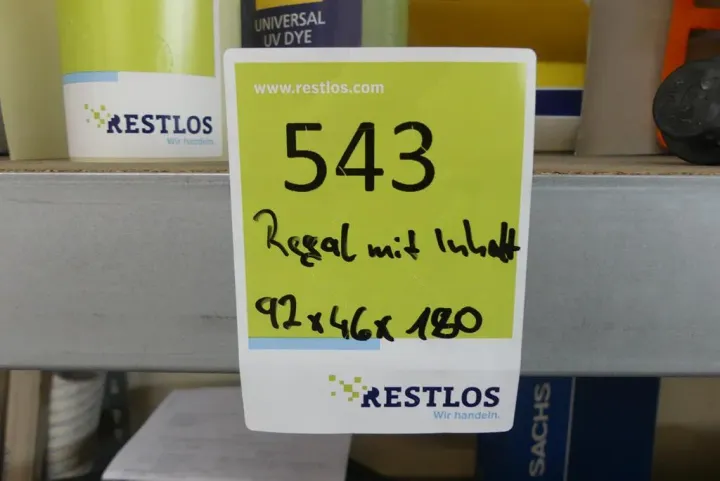 UNIVERSAL
UV DYE
RESTLOS
Wir handeln.
www.restlos.com
543
Regal mit Inhalt
92x46x180
RESTLOS
Wir handeln.
SACHS